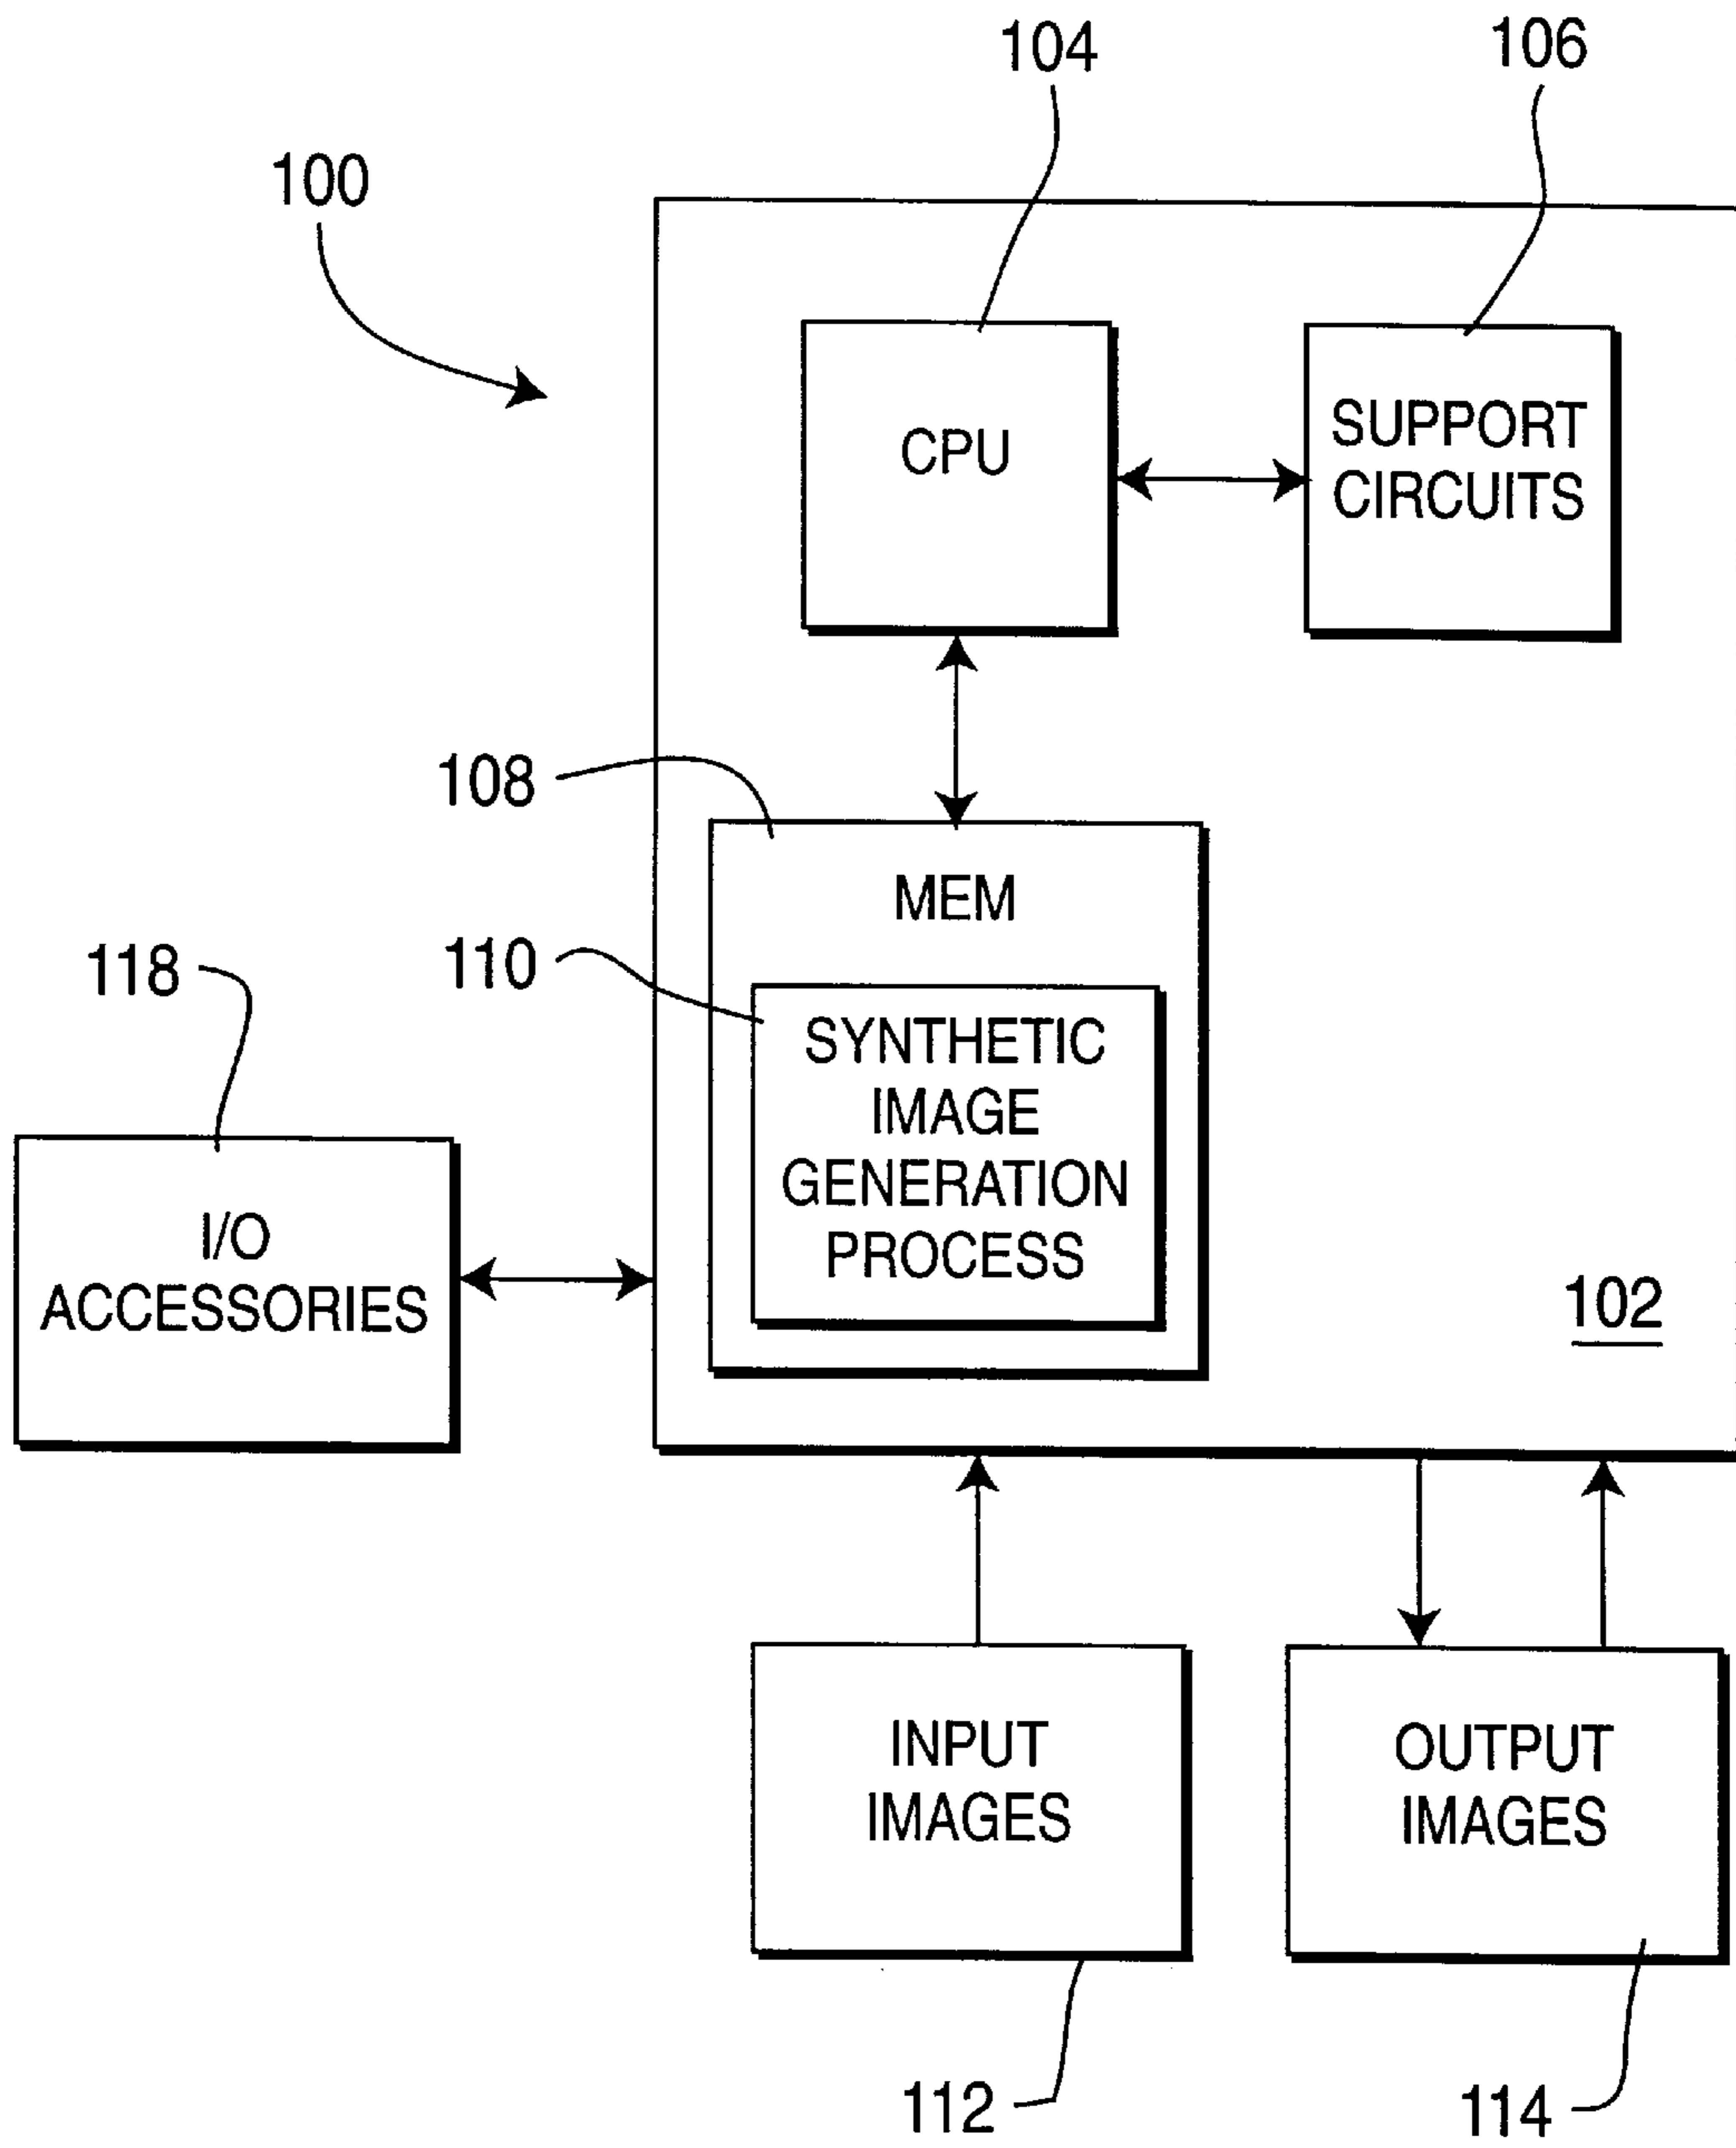 104
106
100
CPU
SUPPORT
CIRCUITS
108
MEM
118
110
SYNTHETIC
IMAGE
GENERATION
PROCESS
I/O
ACCESSORIES
102
INPUT
IMAGES
OUTPUT
IMAGES
112
114